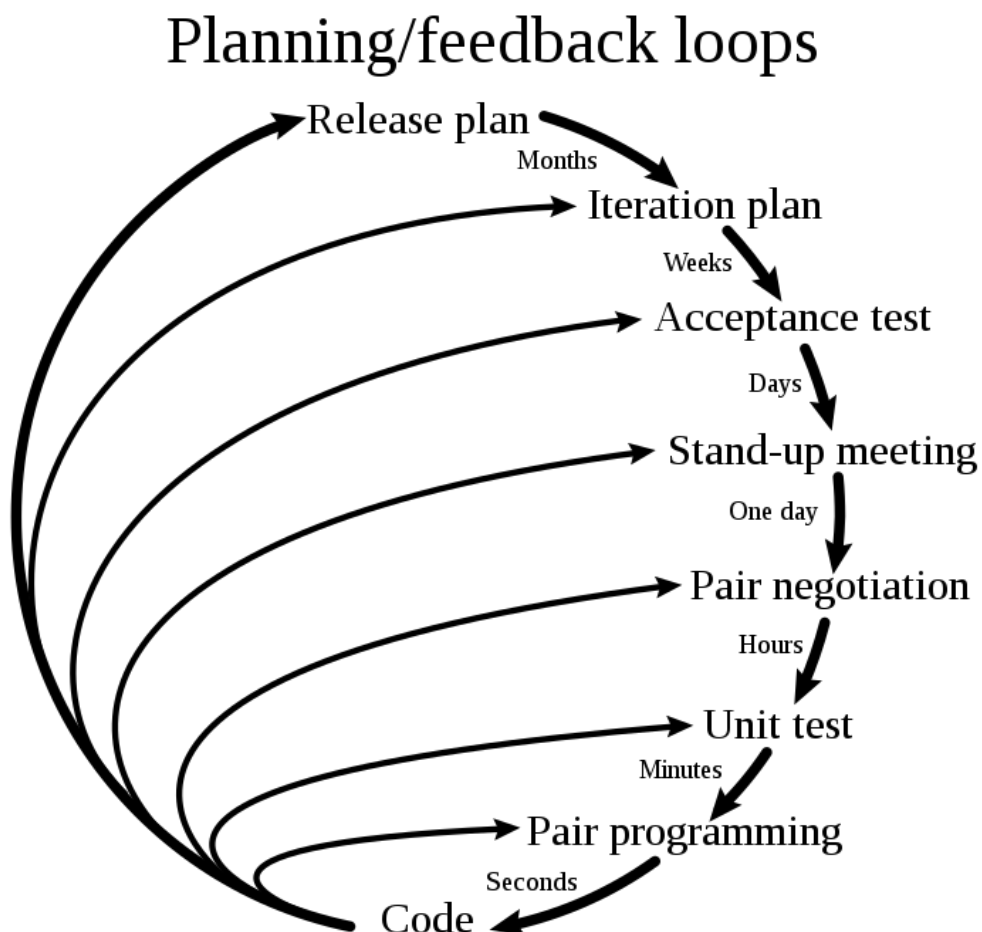 Planning/feedback loops
Release plan
Months
Iteration plan
Weeks
Acceptance test
Days
Stand-up meeting
One day
Pair negotiation
Hours
Unit test
Minutes
Pair programming
Seconds
Code